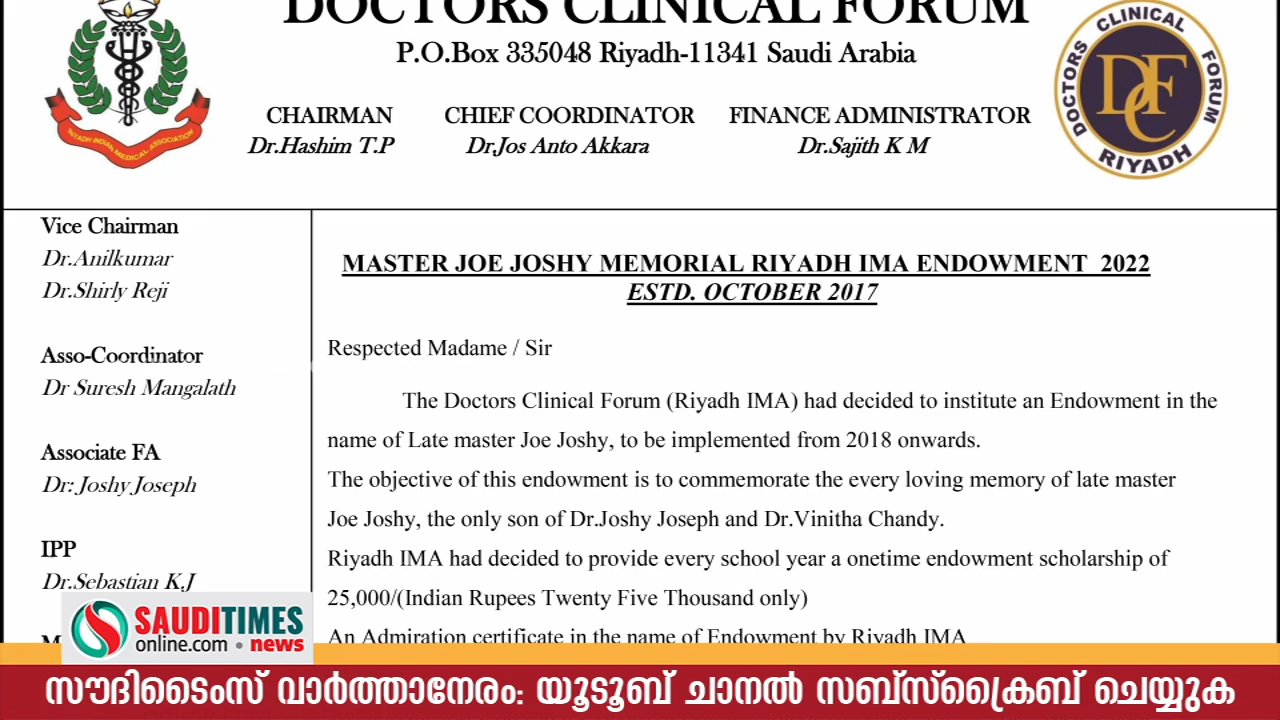 DOCTORS CLINICAL FORUM
P.O.Box 335048 Riyadh-11341 Saudi Arabia
CHAIRMAN CHIEF COORDINATOR FINANCE ADMINISTRATOR
Dr.Hashim T.P Dr.Jos Anto Akkara Dr.Sajith K M
RIYADH INDIAN MEDICAL ASSOCIATION
DOCTORS CLINICAL FORUM
DCF
RIYADH
Vice Chairman
Dr.Anilkumar
Dr.Shirly Reji
Asso-Coordinator
Dr Suresh Mangalath
Associate FA
Dr: Joshy Joseph
IPP
Dr.Sebastian K.J
MASTER JOE JOSHY MEMORIAL RIYADH IMA ENDOWMENT 2022
ESTD. OCTOBER 2017
Respected Madame / Sir
The Doctors Clinical Forum (Riyadh IMA) had decided to institute an Endowment in the
name of Late master Joe Joshy, to be implemented from 2018 onwards.
The objective of this endowment is to commemorate the every loving memory of late master
Joe Joshy, the only son of Dr.Joshy Joseph and Dr.Vinitha Chandy.
Riyadh IMA had decided to provide every school year a onetime endowment scholarship of
25,000/(Indian Rupees Twenty Five Thousand only)
An Admiration certificate in the name of Endowment by Riyadh IMA
SAUDITIMES
online.com • news
സൗദിടൈംസ് വാർത്താനേരം: യൂടൂബ് ചാനൽ സബ്സ്ക്രൈബ് ചെയ്യുക